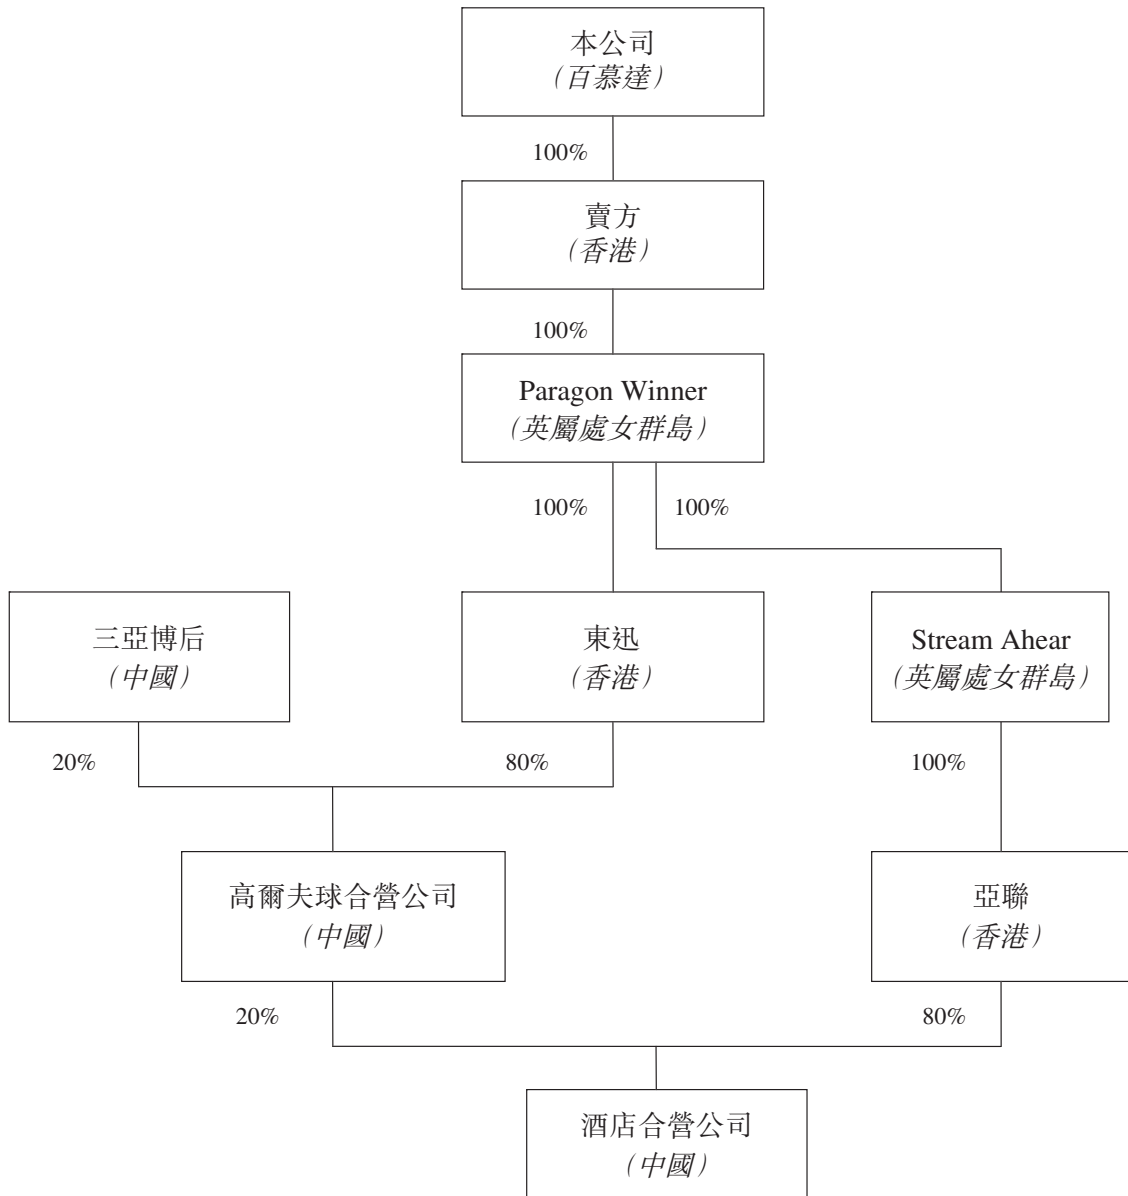 本公司
（百慕達）
100%
賣方
（香港）
100%
Paragon Winner
（英屬處女群島）
100%
100%
三亞博后
（中國）
東迅
（香港）
Stream Ahear
（英屬處女群島）
20%
80%
100%
高爾夫球合營公司
（中國）
亞聯
（香港）
20%
80%
酒店合營公司
（中國）